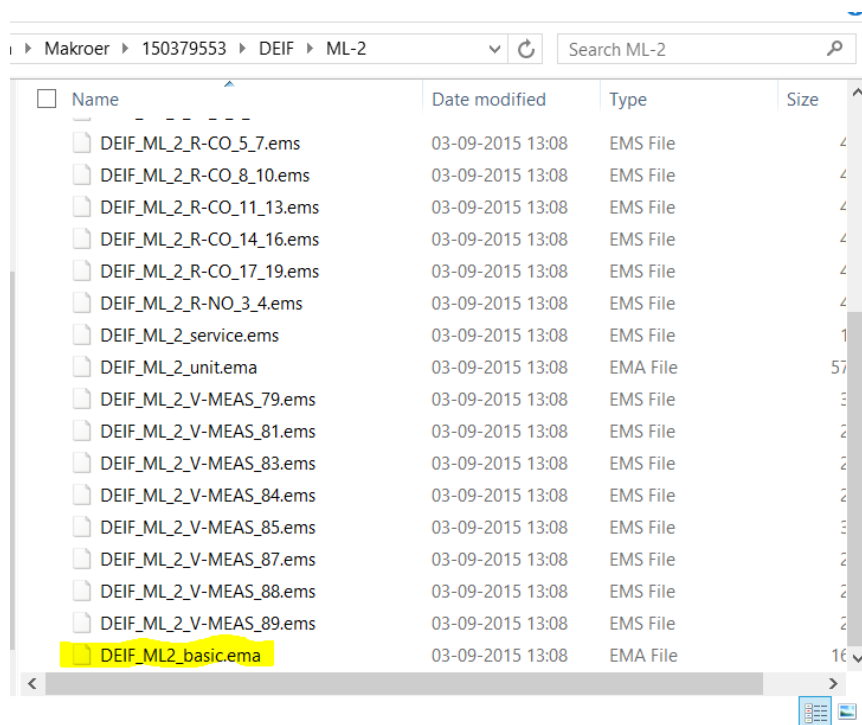 Makroer 150379553 DEIF ML-2 Search ML-2
Name Date modified Type Size
DEIF_ML_2_R-CO_5_7.ems 03-09-2015 13:08 EMS File
DEIF_ML_2_R-CO_8_10.ems 03-09-2015 13:08 EMS File
DEIF_ML_2_R-CO_11_13.ems 03-09-2015 13:08 EMS File
DEIF_ML_2_R-CO_14_16.ems 03-09-2015 13:08 EMS File
DEIF_ML_2_R-CO_17_19.ems 03-09-2015 13:08 EMS File
DEIF_ML_2_R-NO_3_4.ems 03-09-2015 13:08 EMS File
DEIF_ML_2_service.ems 03-09-2015 13:08 EMS File 1
DEIF_ML_2_unit.ema 03-09-2015 13:08 EMA File 57
DEIF_ML_2_V-MEAS_79.ems 03-09-2015 13:08 EMS File
DEIF_ML_2_V-MEAS_81.ems 03-09-2015 13:08 EMS File
DEIF_ML_2_V-MEAS_83.ems 03-09-2015 13:08 EMS File
DEIF_ML_2_V-MEAS_84.ems 03-09-2015 13:08 EMS File
DEIF_ML_2_V-MEAS_85.ems 03-09-2015 13:08 EMS File
DEIF_ML_2_V-MEAS_87.ems 03-09-2015 13:08 EMS File
DEIF_ML_2_V-MEAS_88.ems 03-09-2015 13:08 EMS File
DEIF_ML_2_V-MEAS_89.ems 03-09-2015 13:08 EMS File
DEIF_ML2_basic.ema 03-09-2015 13:08 EMA File 16